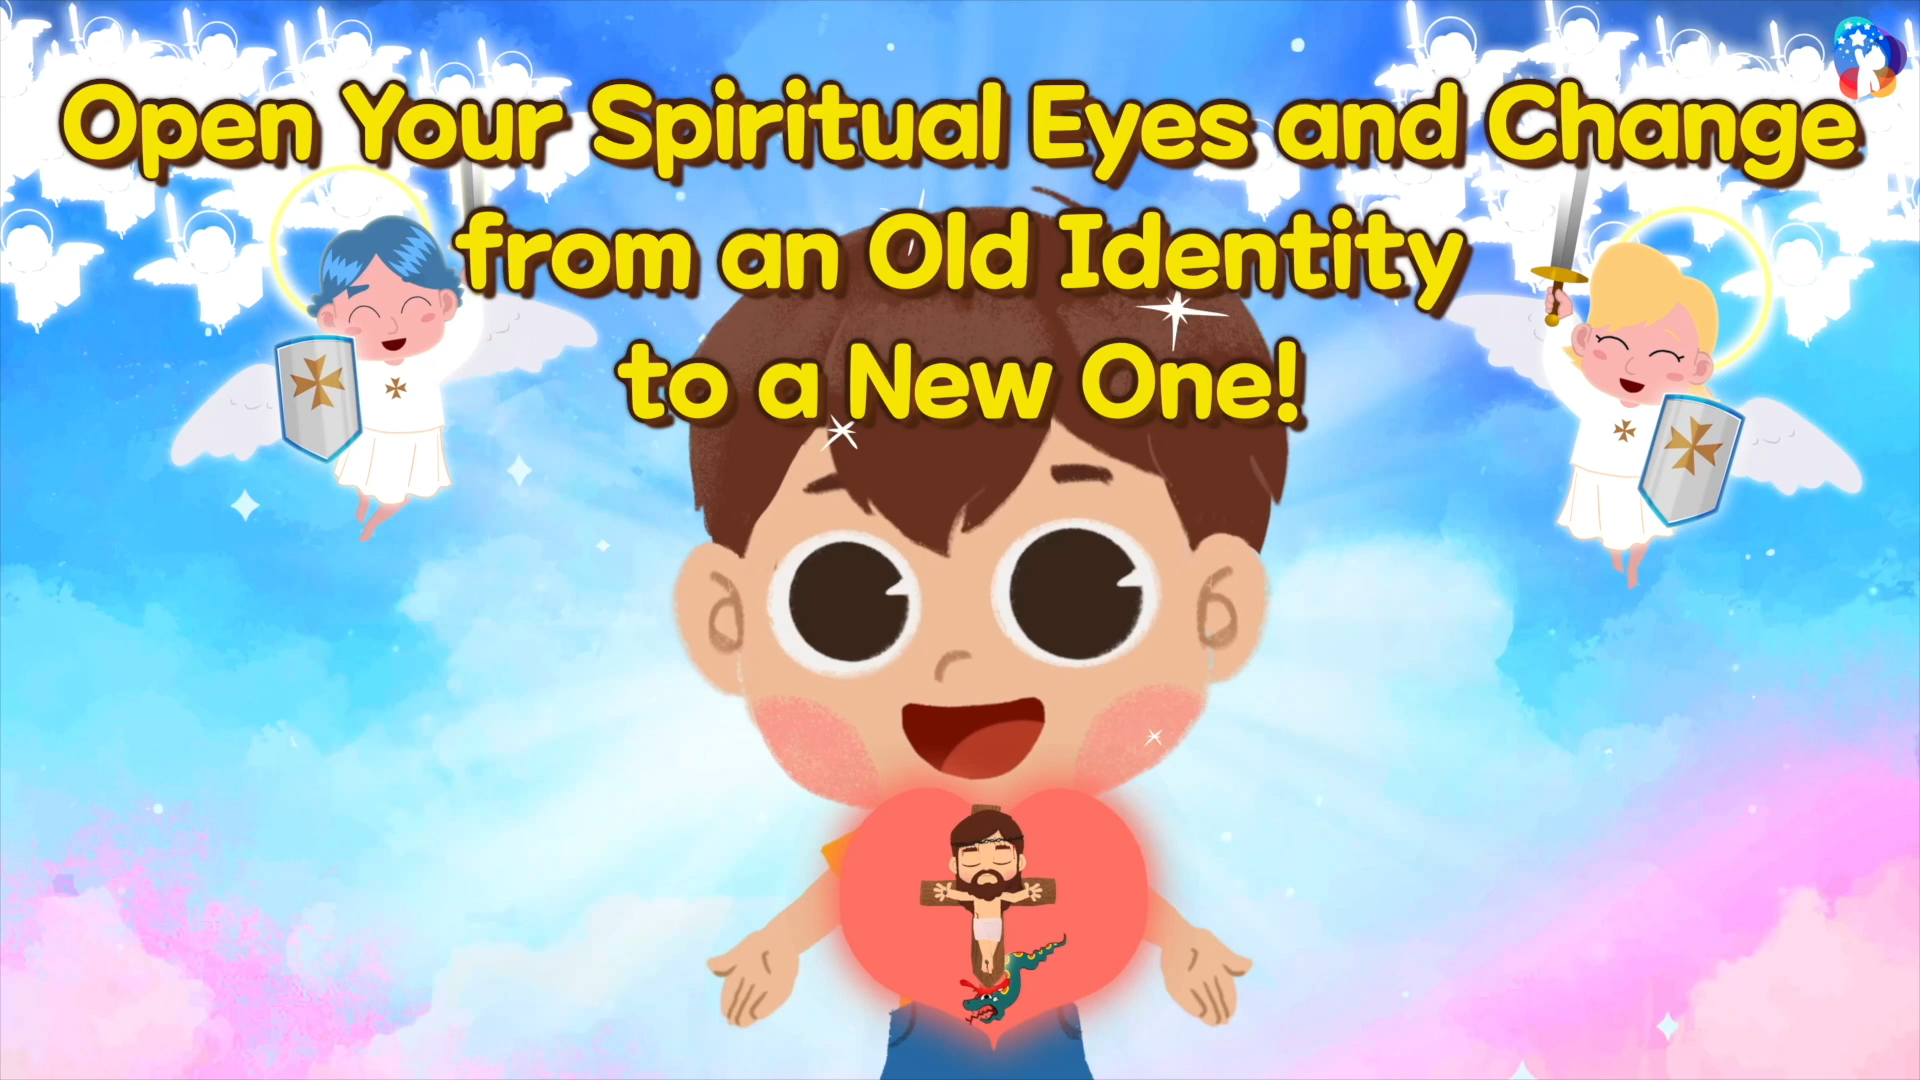 Open Your Spiritual Eyes and Change
from an Old Identity
to a New One!